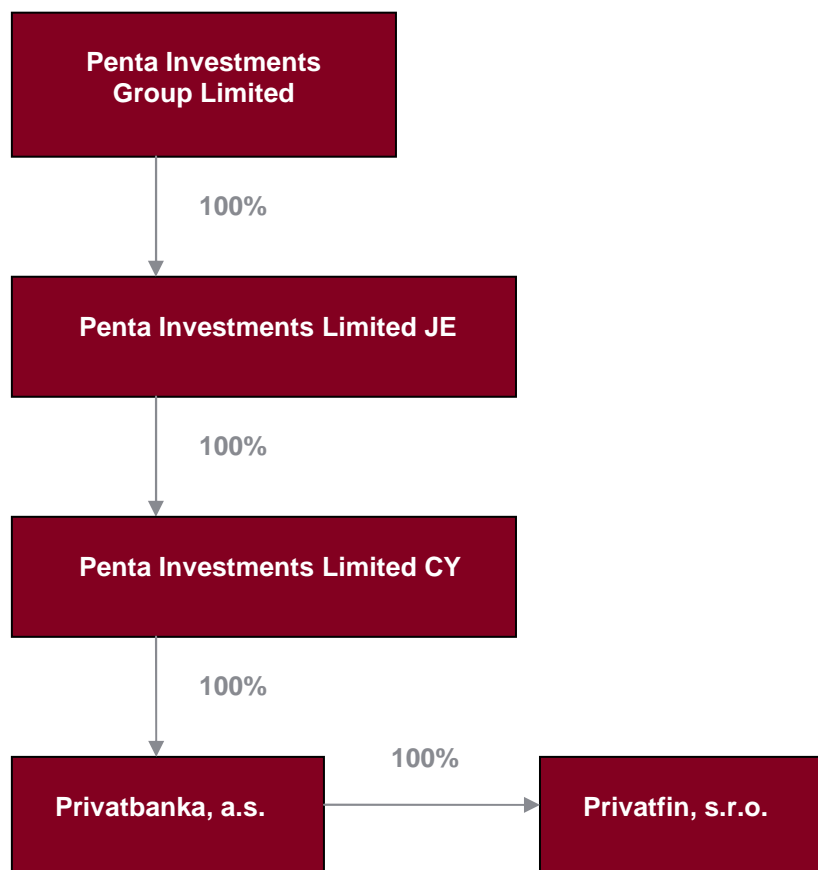 Penta Investments
Group Limited
100%
Penta Investments Limited JE
100%
Penta Investments Limited CY
100%
100%
Privatbanka, a.s.
Privatfin, s.r.o.